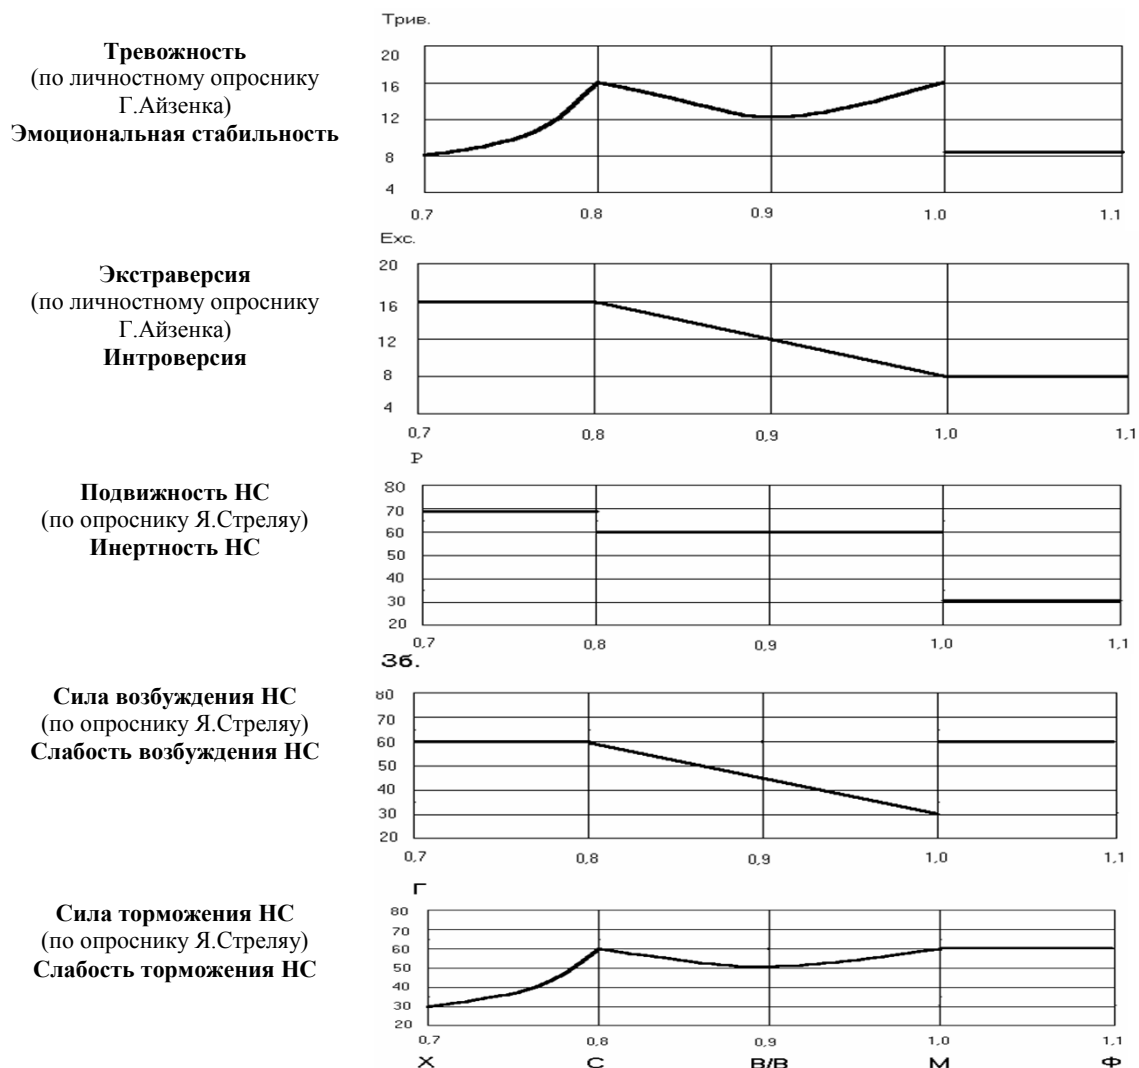 Трив.
Тревожность
(по личностному опроснику
Г.Айзенка)
Эмоциональная стабильность
20
16
12
8
4
0.7 0.8 0.9 1.0 1.1
Exc.
Экстраверсия
(по личностному опроснику
Г.Айзенка)
Интроверсия
20
16
12
8
4
0,7 0,8 0,9 1,0 1,1
P
Подвижность НС
(по опроснику Я.Стреляу)
Инертность НС
80
70
60
50
40
30
20
0,7 0,8 0,9 1,0 1,1
Зб.
Сила возбуждения НС
(по опроснику Я.Стреляу)
Слабость возбуждения НС
80
70
60
50
40
30
20
0,7 0,8 0,9 1,0 1,1
Г
Сила торможения НС
(по опроснику Я.Стреляу)
Слабость торможения НС
80
70
60
50
40
30
20
0,7 0,8 0,9 1,0 1,1
Х С В/В М Ф